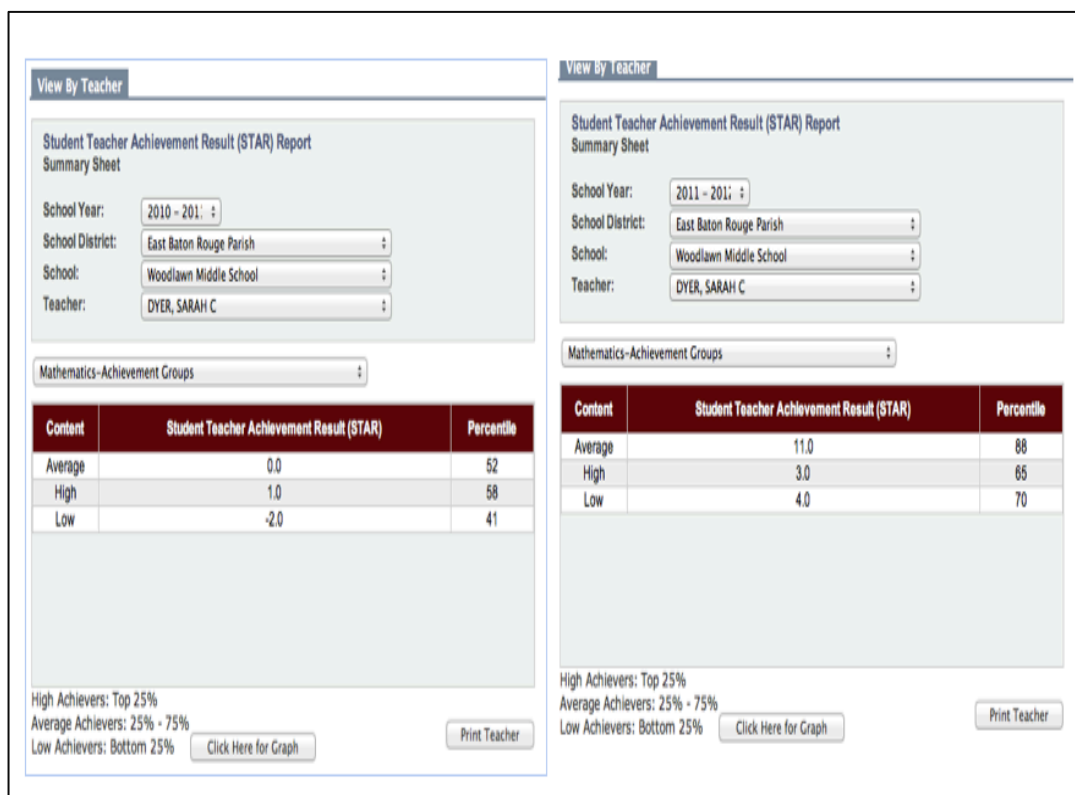 View By Teacher
Student Teacher Achievement Result (STAR) Report
Summary Sheet
School Year: 2010 - 201
School District: East Baton Rouge Parish
School: Woodlawn Middle School
Teacher: DYER, SARAH C
Mathematics-Achievement Groups
Content Student Teacher Achievement Result (STAR) Percentile
Average 0.0 52
High 1.0 58
Low -2.0 41
High Achievers: Top 25%
Average Achievers: 25% - 75%
Low Achievers: Bottom 25% Click Here for Graph Print Teacher
View By Teacher
Student Teacher Achievement Result (STAR) Report
Summary Sheet
School Year: 2011 - 201
School District: East Baton Rouge Parish
School: Woodlawn Middle School
Teacher: DYER, SARAH C
Mathematics-Achievement Groups
Content Student Teacher Achievement Result (STAR) Percentile
Average 11.0 88
High 3.0 65
Low 4.0 70
High Achievers: Top 25%
Average Achievers: 25% - 75%
Low Achievers: Bottom 25% Click Here for Graph Print Teacher